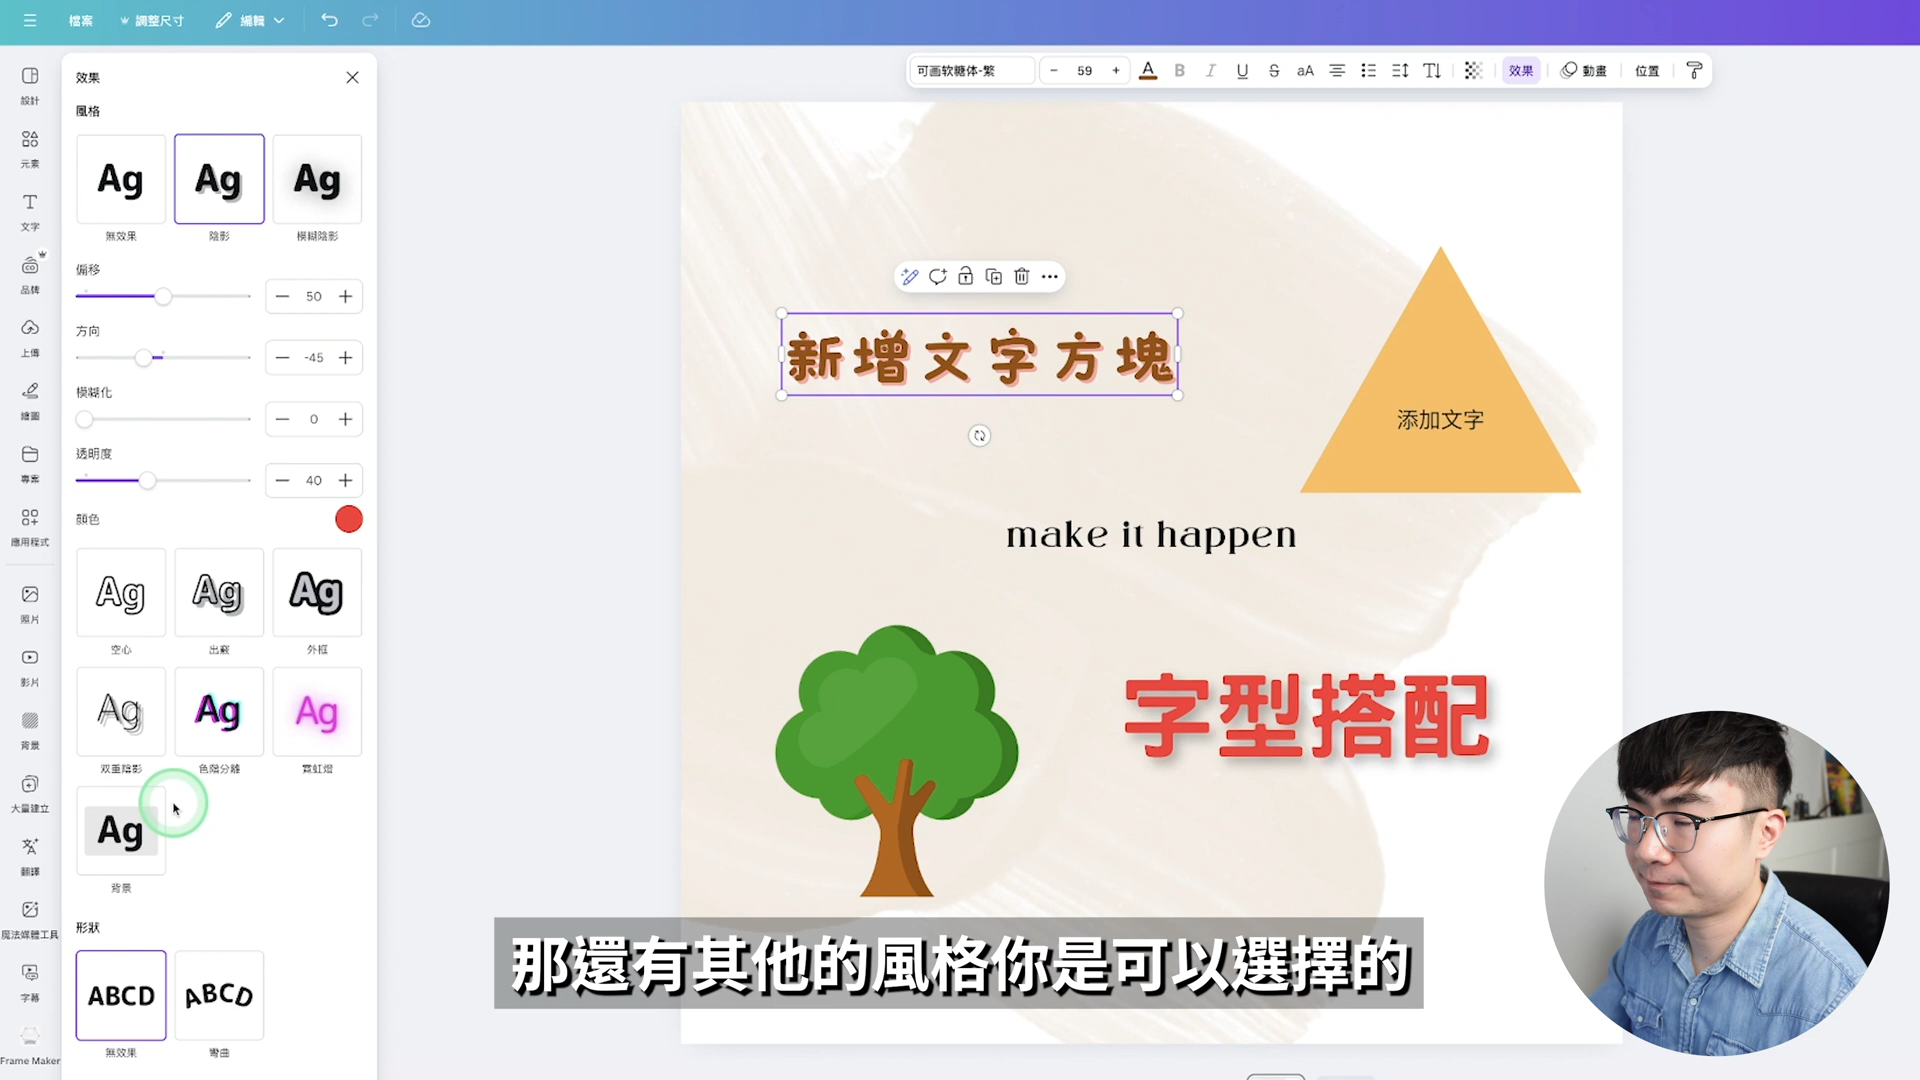 檔案
調整尺寸
編輯
設計
元素
文字
品牌
上傳
繪圖
專案
應用程式
照片
影片
背景
大量建立
翻譯
魔法媒體工具
字幕
Frame Maker
效果
風格
Ag Ag Ag
無效果 陰影 模糊陰影
偏移
50
方向
-45
模糊化
0
透明度
40
顏色
Ag Ag Ag
空心 出竅 外框
Ag Ag Ag
双重陰影 色階分離 霓虹燈
Ag
背景
形狀
ABCD ABCD
無效果 彎曲
可画软糖体-繁 59 A B I U S aA 效果 動畫 位置
新增文字方塊
添加文字
make it happen
字型搭配
那還有其他的風格你是可以選擇的